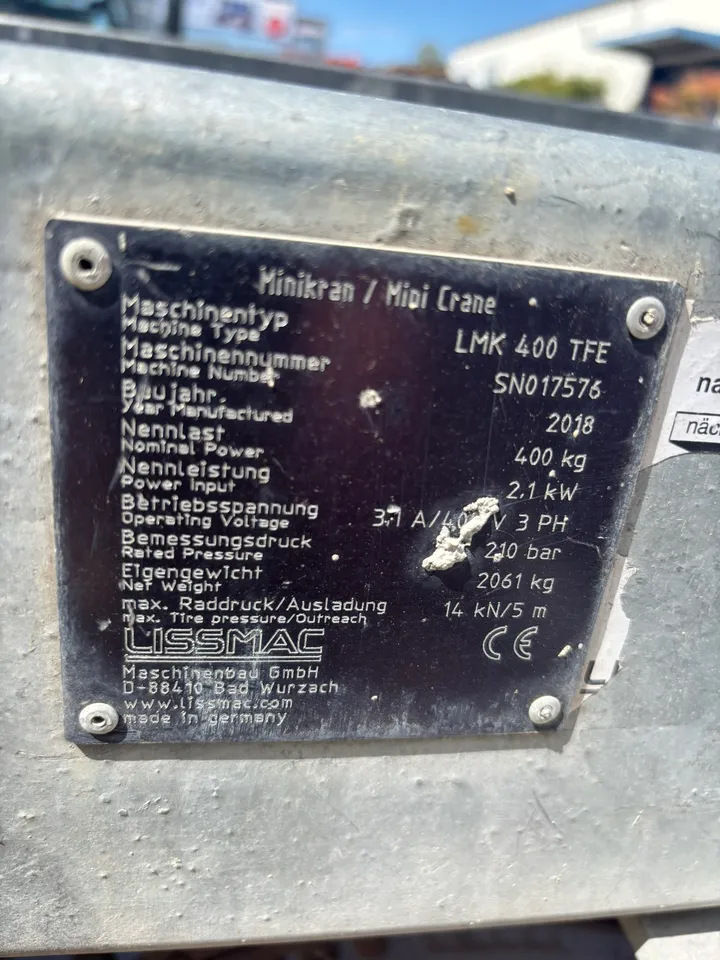 Minikran / Mini Crane
Maschinentyp
Machine Type LMK 400 TFE
Maschinennummer
Machine Number SN017576
Baujahr
Year Manufactured 2018
Nennlast
Nominal Power 400 kg
Nennleistung
Power Input 2.1 kW
Betriebsspannung
Operating Voltage A/ V 3 PH
Bemessungsdruck
Rated Pressure 210 bar
Eigengewicht
Net Weight 2061 kg
max. Raddruck/Ausladung
max. Tire pressure/Outreach 14 kN/5 m
LISSMAC CE
Maschinenbau GmbH
D-88410 Bad Wurzach
www.lissmac.com
made in germany